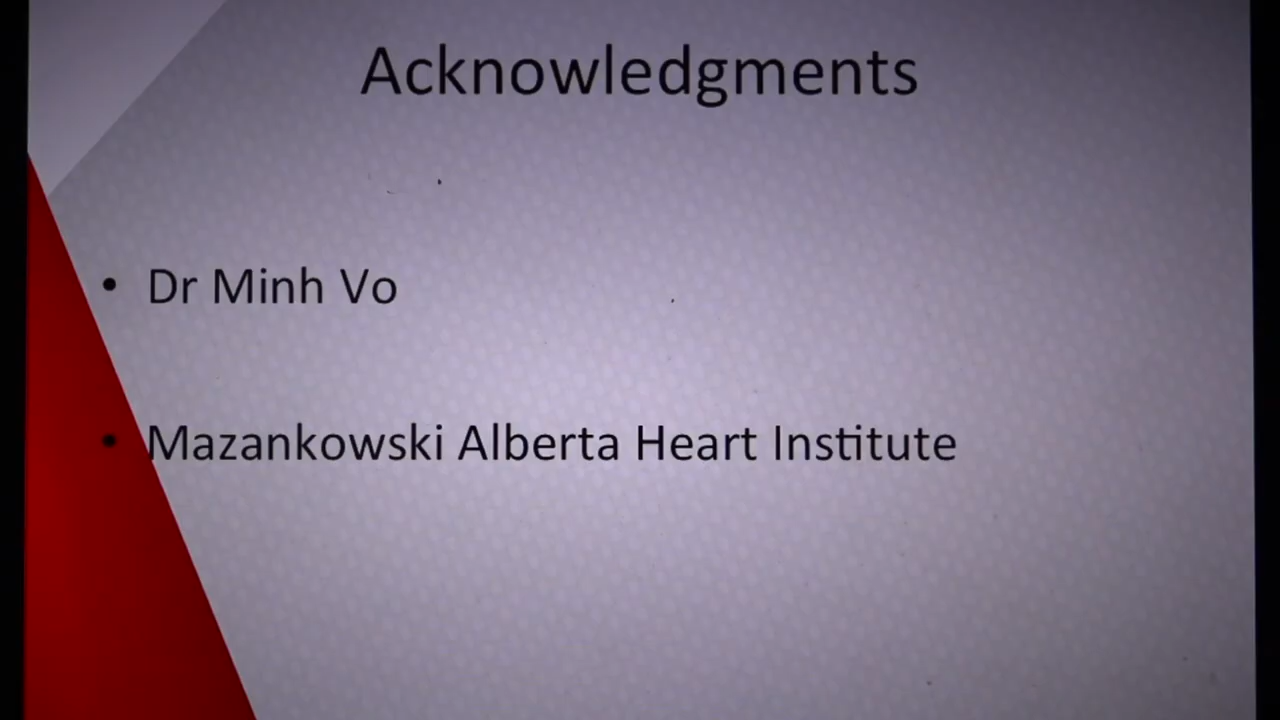 Acknowledgments
• Dr Minh Vo
• Mazankowski Alberta Heart Institute